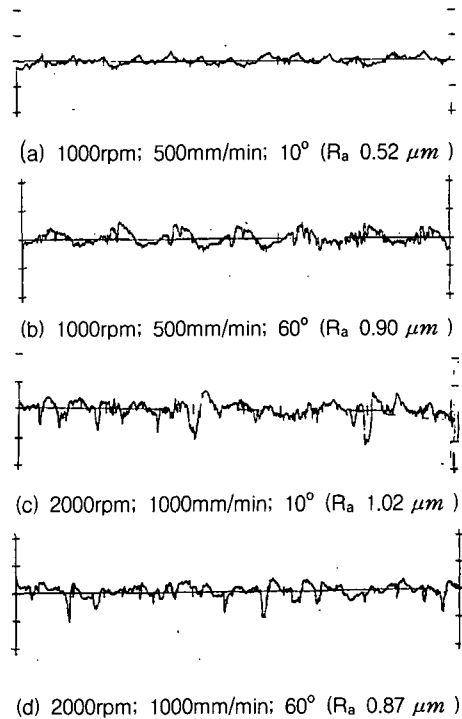 (a) 1000rpm; 500mm/min; 10° (Ra 0.52 μm )
(b) 1000rpm; 500mm/min; 60° (Ra 0.90 μm )
(c) 2000rpm; 1000mm/min; 10° (Ra 1.02 μm )
(d) 2000rpm; 1000mm/min; 60° (Ra 0.87 μm )